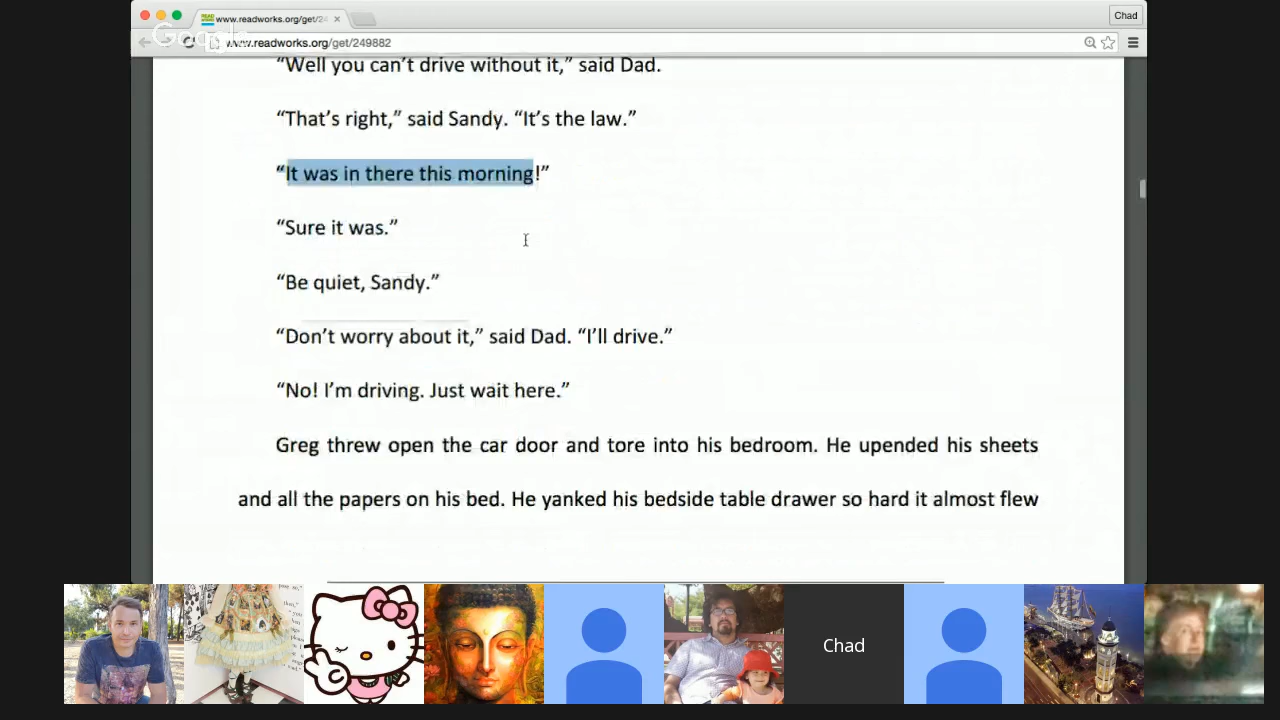 www.readworks.org/get/24
Chad
Google
www.readworks.org/get/249882
“Well you can’t drive without it,” said Dad.
“That’s right,” said Sandy. “It’s the law.”
“It was in there this morning!”
“Sure it was.”
“Be quiet, Sandy.”
“Don’t worry about it,” said Dad. “I’ll drive.”
“No! I’m driving. Just wait here.”
Greg threw open the car door and tore into his bedroom. He upended his sheets
and all the papers on his bed. He yanked his bedside table drawer so hard it almost flew
Chad